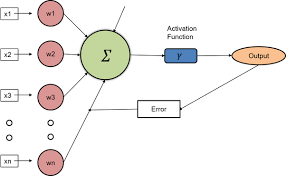 x1
w1
x2
w2
x3
w3
xn
wn
Σ
Activation
Function
γ
Output
Error